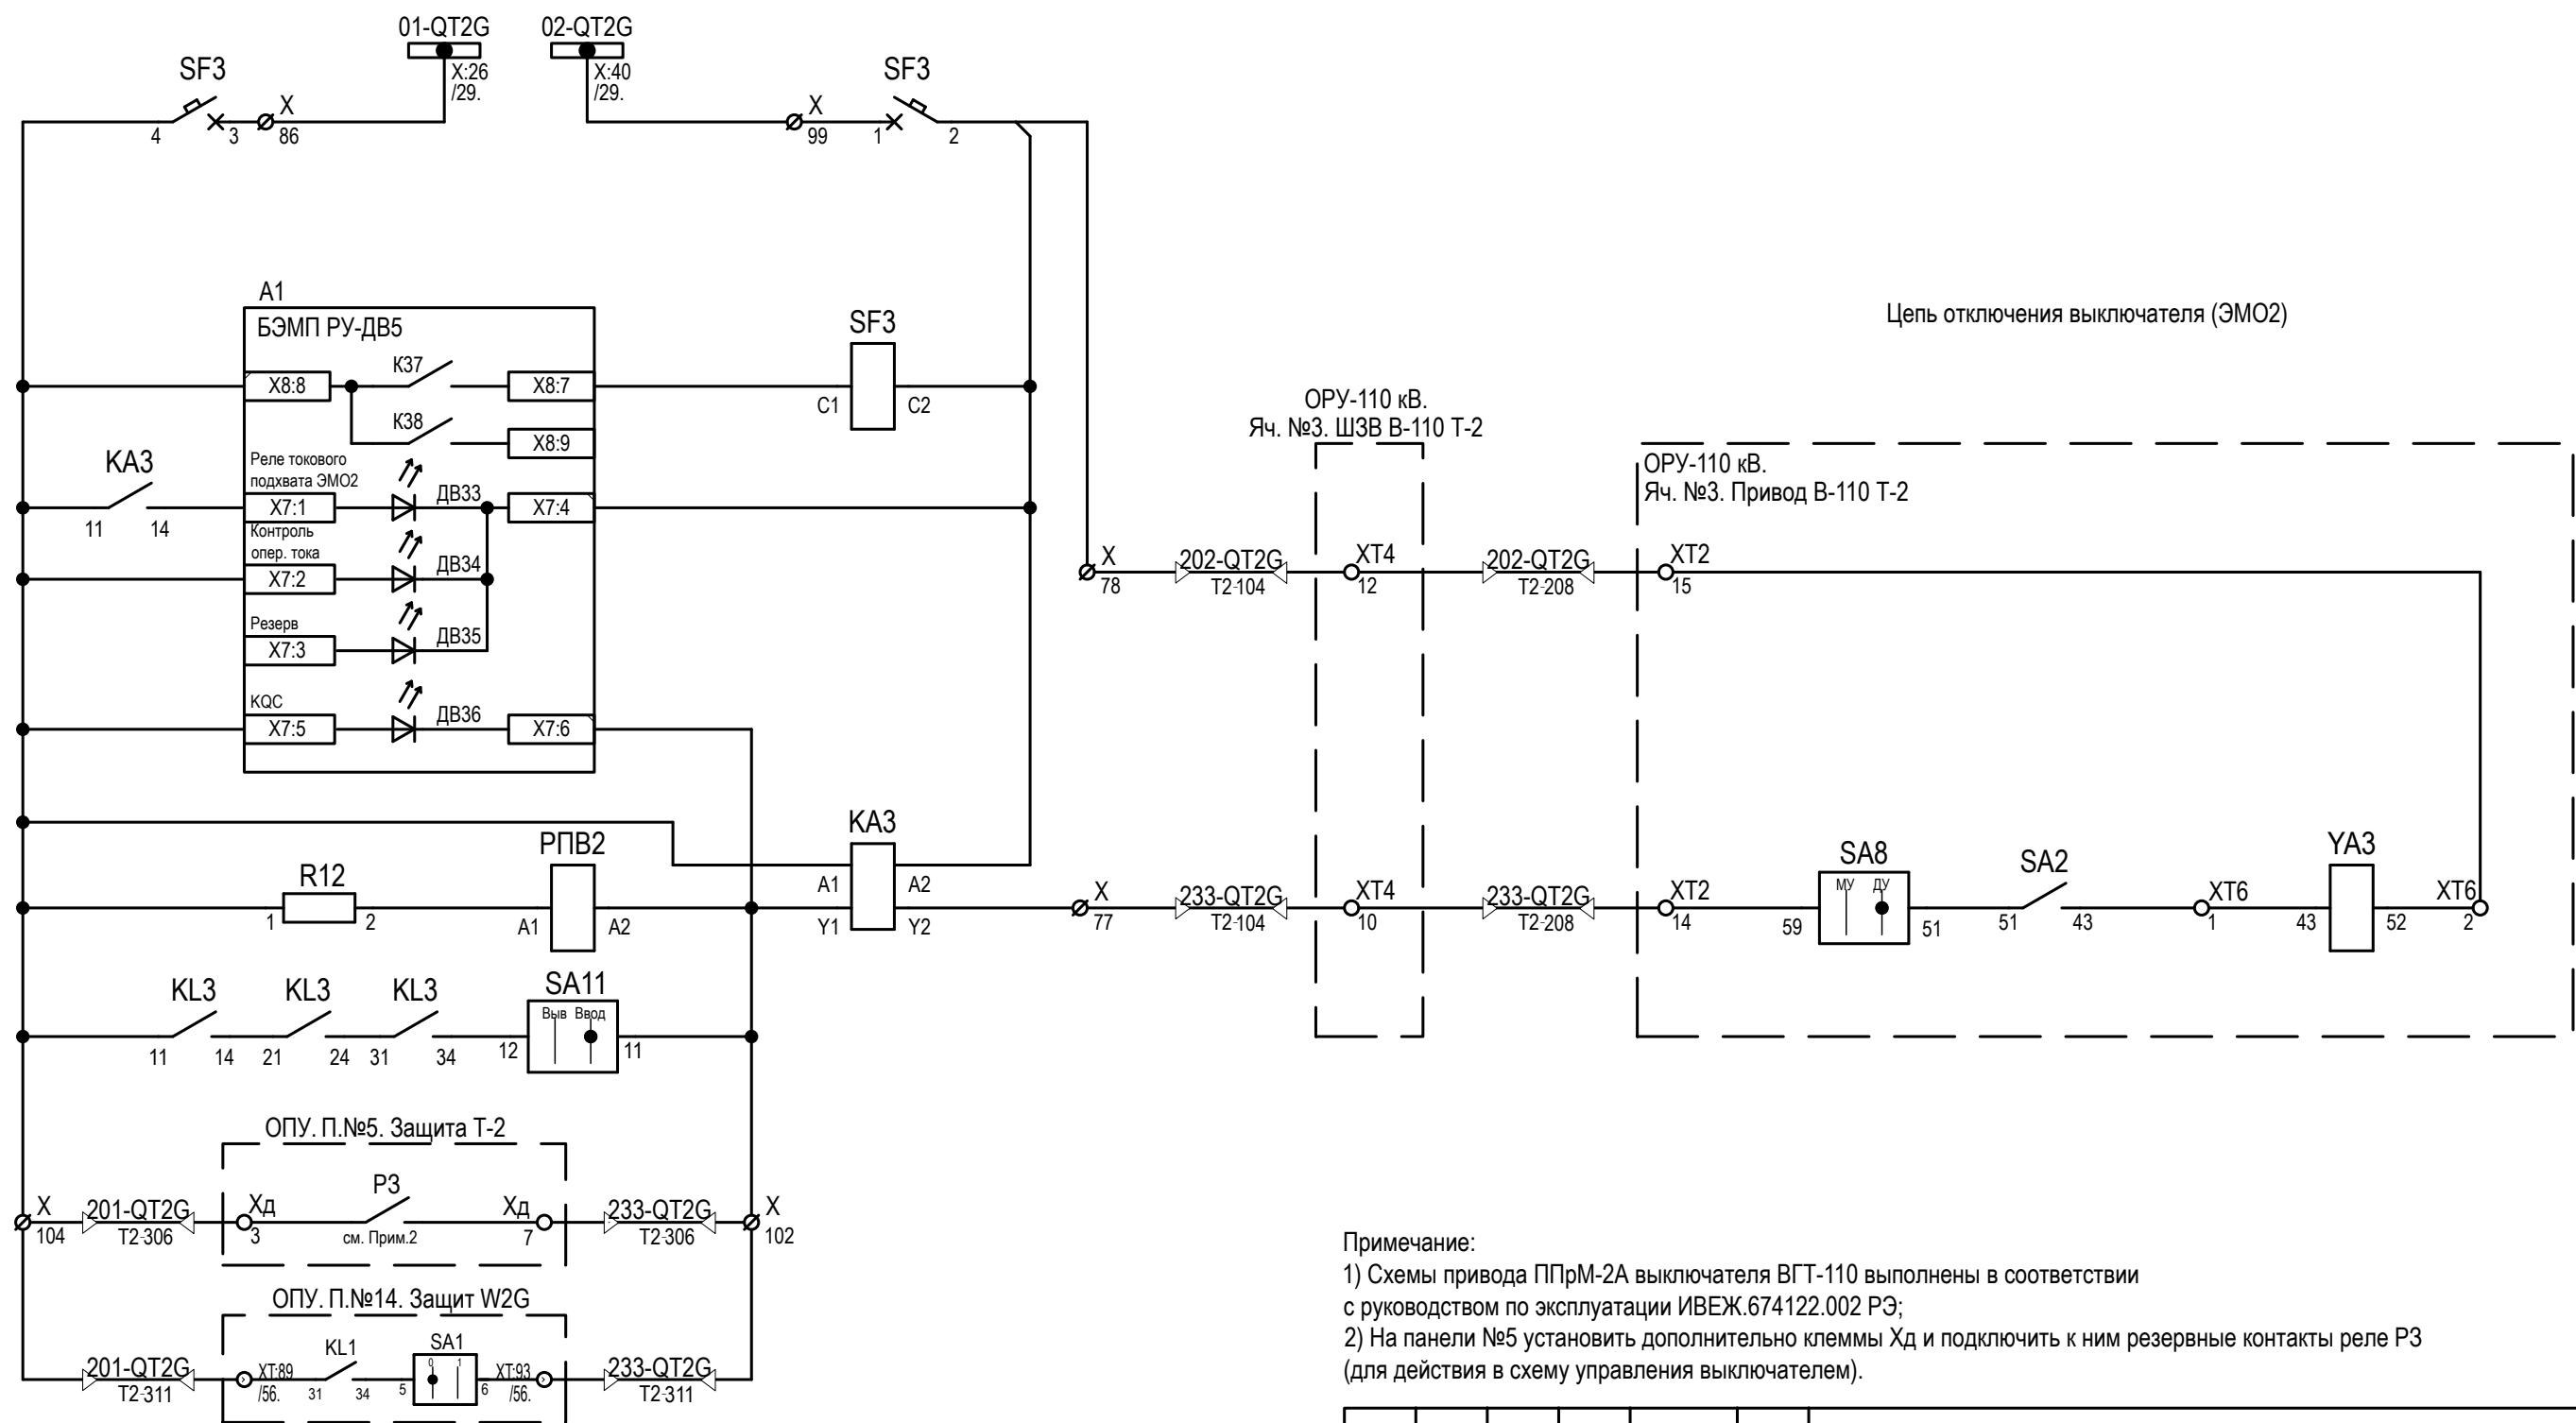 01-QT2G 02-QT2G
SF3 X:26 X:40 SF3
/29. /29.
X X
4 3 86 99 1 2
A1
БЭМП РУ-ДВ5 SF3
Цепь отключения выключателя (ЭМО2)
X8:8 K37 X8:7
C1 C2
K38 X8:9
ОРУ-110 кВ.
Яч. №3. ШЗВ В-110 Т-2
KA3
Реле токового
подхвата ЭМО2
X7:1 ДВ33 X7:4
11 14
ОРУ-110 кВ.
Яч. №3. Привод В-110 Т-2
Контроль
опер. тока
X7:2 ДВ34
X 202-QT2G XT4 202-QT2G XT2
78 T2-104 12 T2-208 15
Резерв
X7:3 ДВ35
KQC
X7:5 ДВ36 X7:6
R12 РПВ2 KA3
A1 A2
1 2 A1 A2 Y1 Y2
X 233-QT2G XT4 233-QT2G XT2
77 T2-104 10 T2-208 14
SA8 SA2 XT6 YA3 XT6
МУ ДУ
59 51 51 43 1 43 52 2
KL3 KL3 KL3 SA11
Выв Ввод
11 14 21 24 31 34 12 11
ОПУ. П.№5. Защита Т-2
X 201-QT2G Хд РЗ Хд 233-QT2G X
104 T2-306 3 см. Прим.2 7 T2-306 102
ОПУ. П.№14. Защит W2G
201-QT2G XT:89 KL1 SA1 XT:93 233-QT2G
0 1
T2-311 /56. 31 34 5 6 /56. T2-311
Примечание:
1) Схемы привода ППрМ-2А выключателя ВГТ-110 выполнены в соответствии
с руководством по эксплуатации ИВЕЖ.674122.002 РЭ;
2) На панели №5 установить дополнительно клеммы Хд и подключить к ним резервные контакты реле РЗ
(для действия в схему управления выключателем).